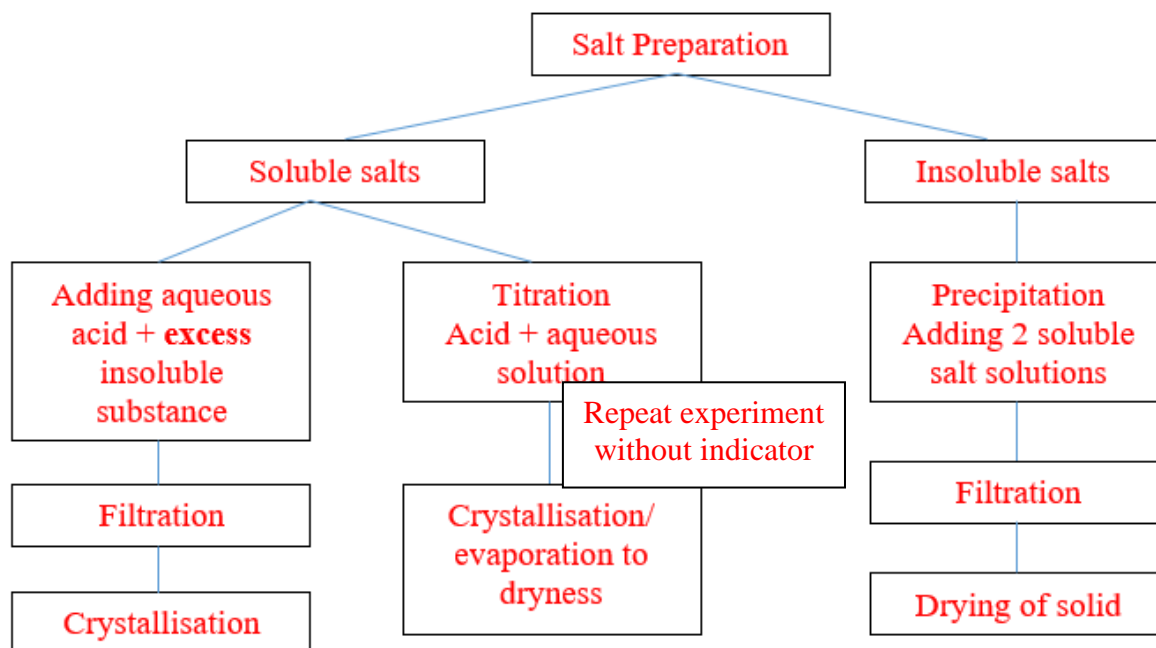 Salt Preparation
Soluble salts
Insoluble salts
Adding aqueous
acid + excess
insoluble
substance
Titration
Acid + aqueous
solution
Precipitation
Adding 2 soluble
salt solutions
Repeat experiment
without indicator
Filtration
Crystallisation/
evaporation to
dryness
Filtration
Crystallisation
Drying of solid